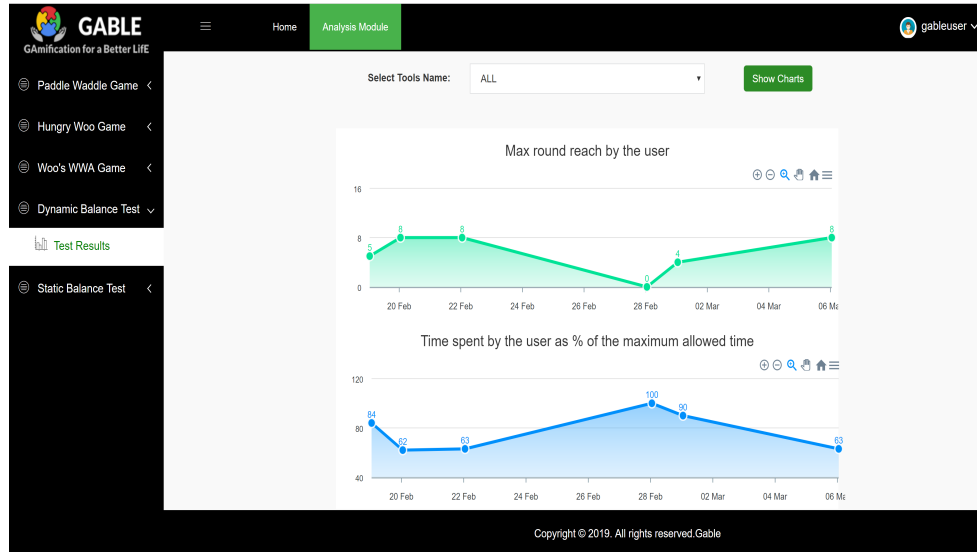 GABLE
GAmification for a Better LifE
Home
Analysis Module
gableuser
Paddle Waddle Game
Hungry Woo Game
Woo's WWA Game
Dynamic Balance Test
Test Results
Static Balance Test
Select Tools Name:
ALL
Show Charts
Max round reach by the user
16
8
0
5
8
8
0
4
8
20 Feb
22 Feb
24 Feb
26 Feb
28 Feb
02 Mar
04 Mar
06 Ma
Time spent by the user as % of the maximum allowed time
120
80
40
84
62
63
100
90
63
20 Feb
22 Feb
24 Feb
26 Feb
28 Feb
02 Mar
04 Mar
06 Ma
Copyright © 2019. All rights reserved.Gable